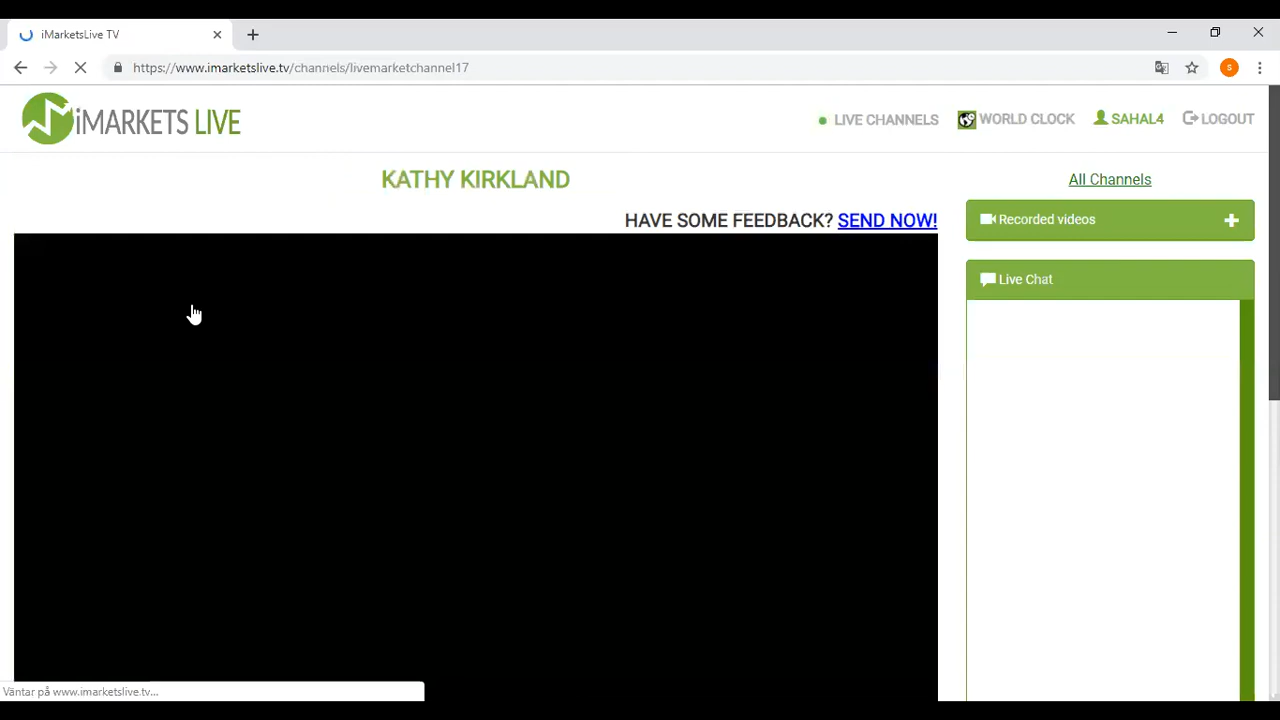 iMarketsLive TV
https://www.imarketslive.tv/channels/livemarketchannel17
S
iMARKETS LIVE
LIVE CHANNELS
WORLD CLOCK
SAHAL4
LOGOUT
KATHY KIRKLAND
All Channels
HAVE SOME FEEDBACK? SEND NOW!
Recorded videos
Live Chat
Väntar på www.imarketslive.tv...